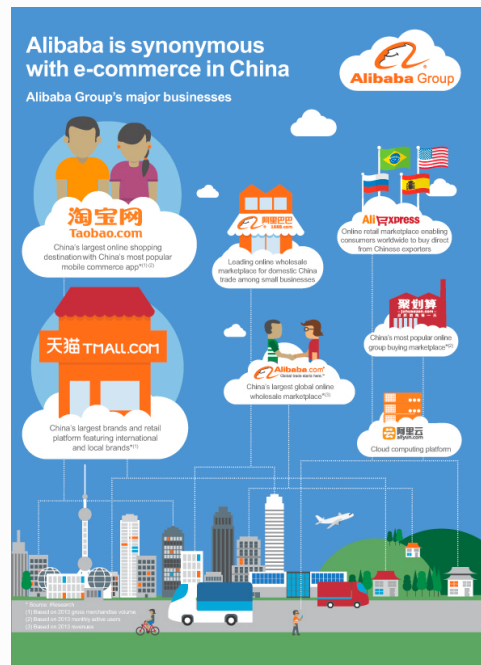 Alibaba is synonymous
with e-commerce in China
Alibaba Group's major businesses
Alibaba Group
淘宝网
Taobao.com
China's largest online shopping
destination with China's most popular
mobile commerce app*(1) (2)
阿里巴巴
1688.com
Leading online wholesale
marketplace for domestic China
trade among small businesses
AliExpress
Online retail marketplace enabling
consumers worldwide to buy direct
from Chinese exporters
天猫 TMALL.COM
China's largest brands and retail
platform featuring international
and local brands*(1)
Alibaba.com
Global trade starts here.
China's largest global online
wholesale marketplace*(3)
聚划算
China's most popular online
group buying marketplace*(2)
阿里云
aliyun.com
Cloud computing platform
* Source: iResearch
(1) Based on 2013 gross merchandise volume
(2) Based on 2013 monthly active users
(3) Based on 2013 revenues